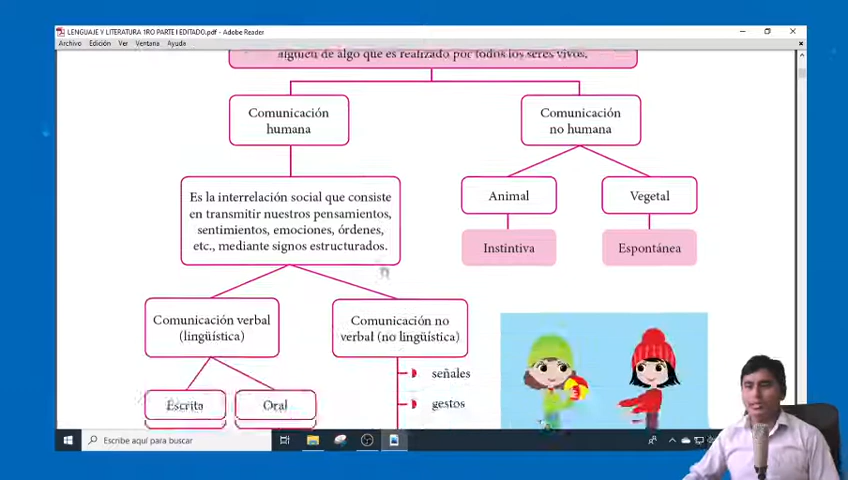 LENGUAJE Y LITERATURA 1RO PARTE I EDITADO.pdf - Adobe Reader
Archivo Edición Ver Ventana Ayuda
alguien de algo que es realizado por todos los seres vivos.
Comunicación
humana
Comunicación
no humana
Es la interrelación social que consiste
en transmitir nuestros pensamientos,
sentimientos, emociones, órdenes,
etc., mediante signos estructurados.
Animal
Vegetal
Instintiva
Espontánea
Comunicación verbal
(lingüística)
Comunicación no
verbal (no lingüística)
señales
gestos
Escrita
Oral
Escribe aquí para buscar